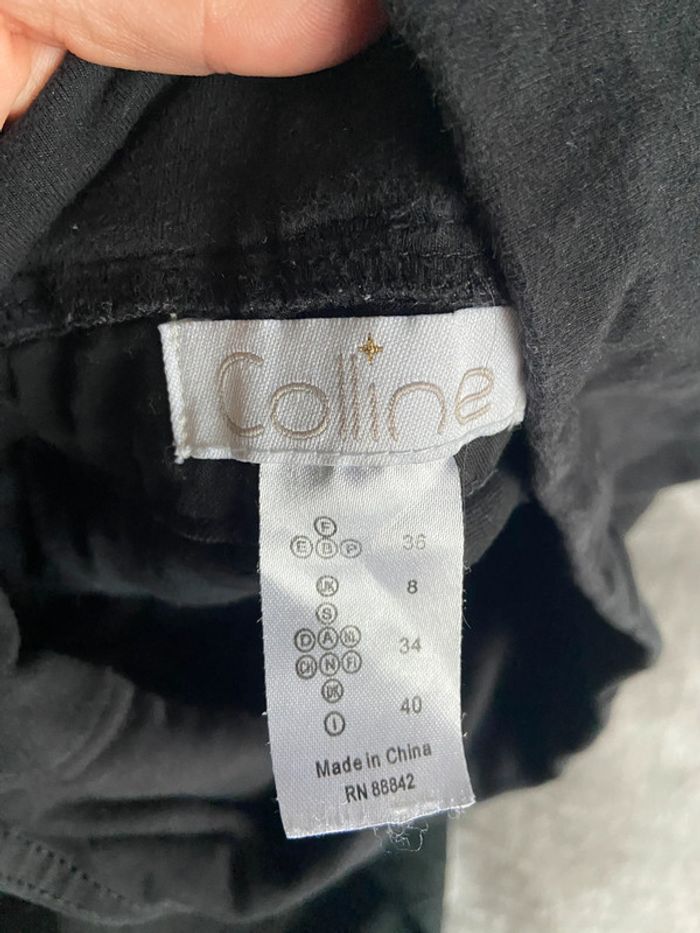 Colline
F
E B P 36
UK 8
S
D A NL 34
CH N FI
DK
I 40
Made in China
RN 88842